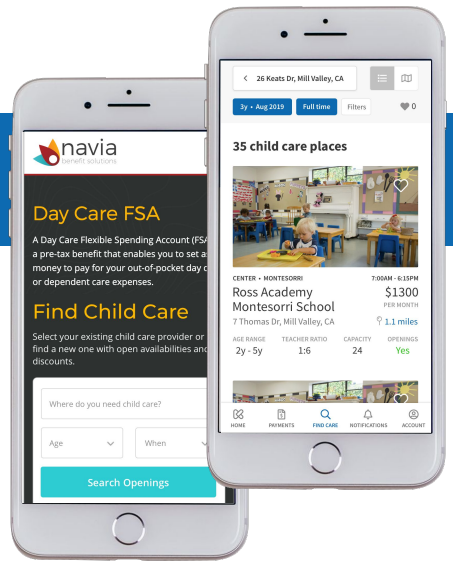 navia
benefit solutions
Day Care FSA
A Day Care Flexible Spending Account (FSA
a pre-tax benefit that enables you to set as
money to pay for your out-of-pocket day c
or dependent care expenses.
Find Child Care
Select your existing child care provider or
find a new one with open availabilities and
discounts.
Where do you need child care?
Age
When
Search Openings
26 Keats Dr, Mill Valley, CA
3y • Aug 2019
Full time
Filters
0
35 child care places
CENTER • MONTESORRI
7:00AM - 6:15PM
Ross Academy
Montesorri School
$1300
PER MONTH
7 Thomas Dr, Mill Valley, CA
1.1 miles
AGE RANGE TEACHER RATIO CAPACITY OPENINGS
2y - 5y 1:6 24 Yes
HOME PAYMENTS FIND CARE NOTIFICATIONS ACCOUNT